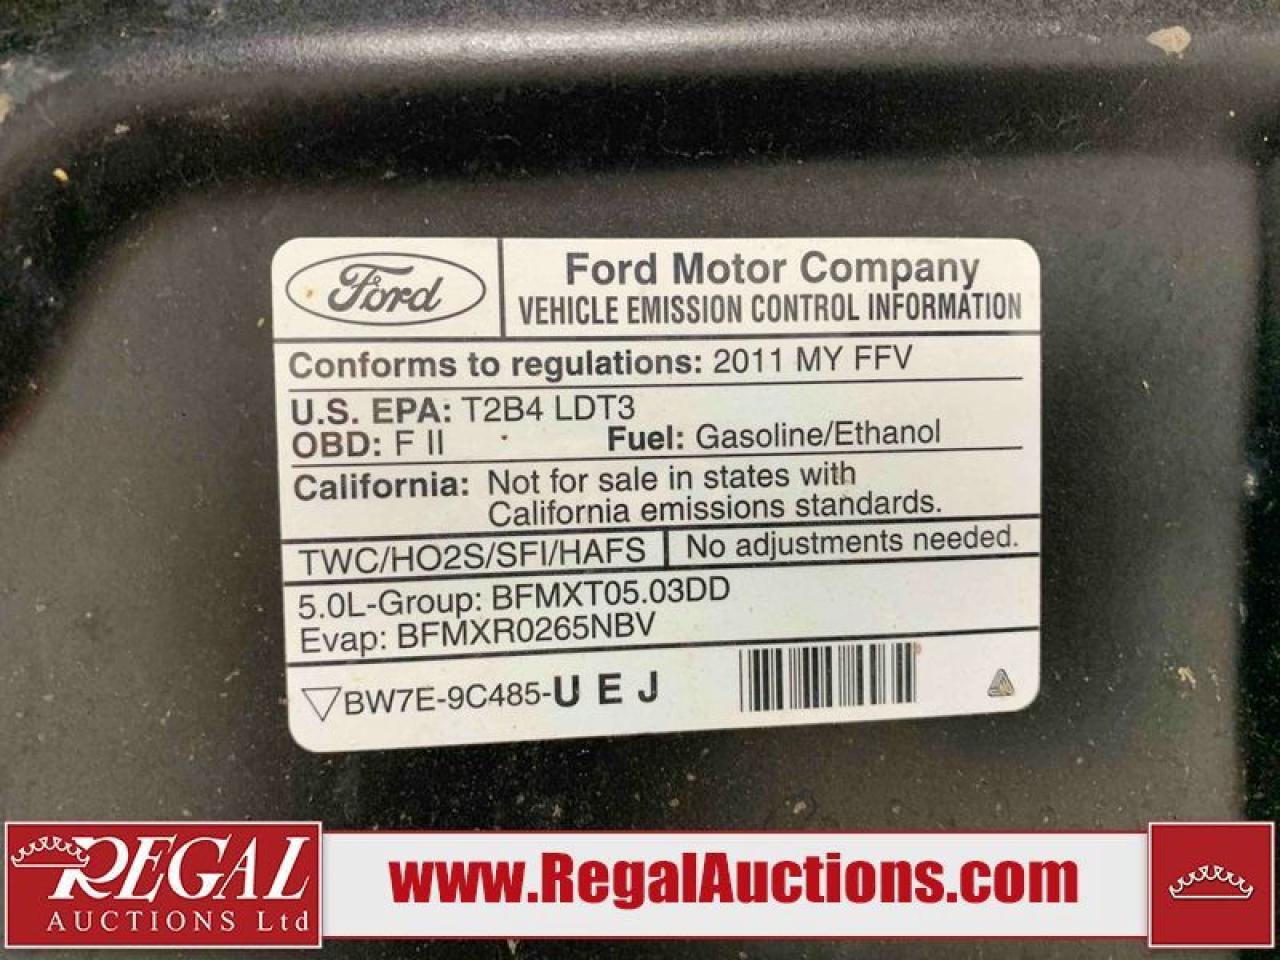 Ford
Ford Motor Company
VEHICLE EMISSION CONTROL INFORMATION
Conforms to regulations: 2011 MY FFV
U.S. EPA: T2B4 LDT3
OBD: F II Fuel: Gasoline/Ethanol
California: Not for sale in states with
California emissions standards.
TWC/HO2S/SFI/HAFS No adjustments needed.
5.0L-Group: BFMXT05.03DD
Evap: BFMXR0265NBV
BW7E-9C485-U E J
REGAL
AUCTIONS Ltd
www.RegalAuctions.com